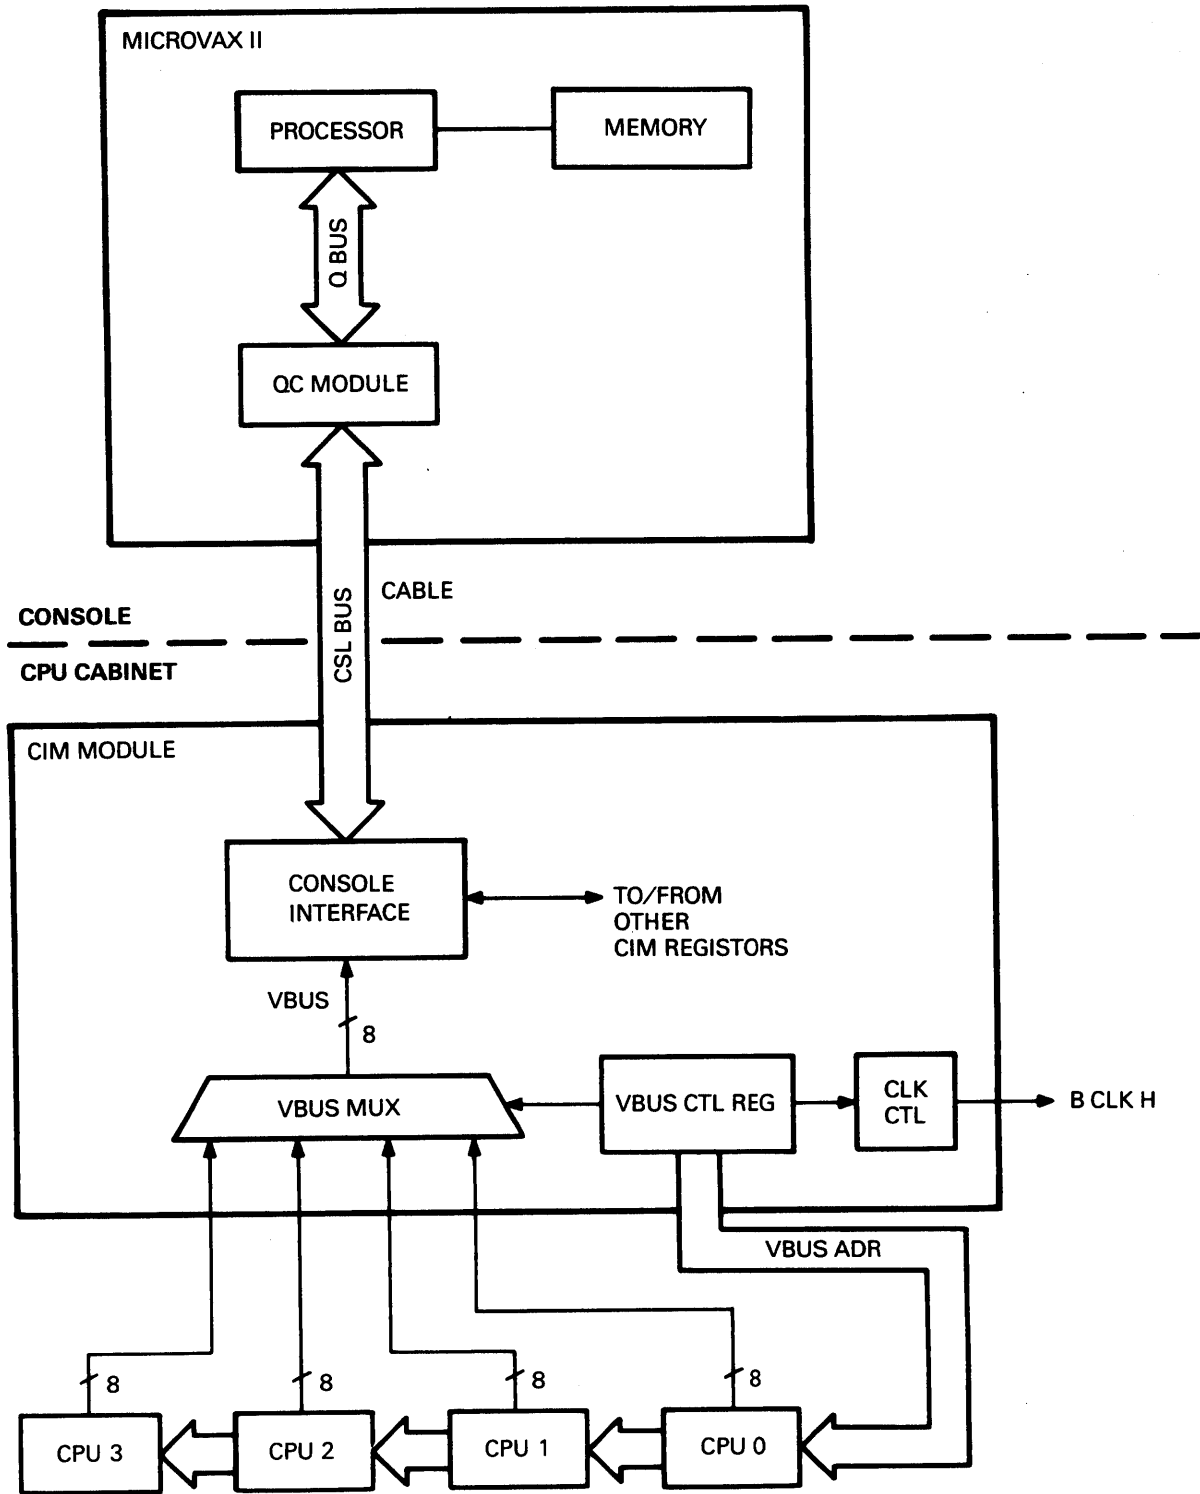 MICROVAX II
PROCESSOR
MEMORY
Q BUS
QC MODULE
CABLE
CSL BUS
CONSOLE
CPU CABINET
CIM MODULE
CONSOLE
INTERFACE
TO/FROM
OTHER
CIM REGISTORS
VBUS
8
VBUS MUX
VBUS CTL REG
CLK
CTL
B CLK H
VBUS ADR
8
8
8
8
CPU 3
CPU 2
CPU 1
CPU 0